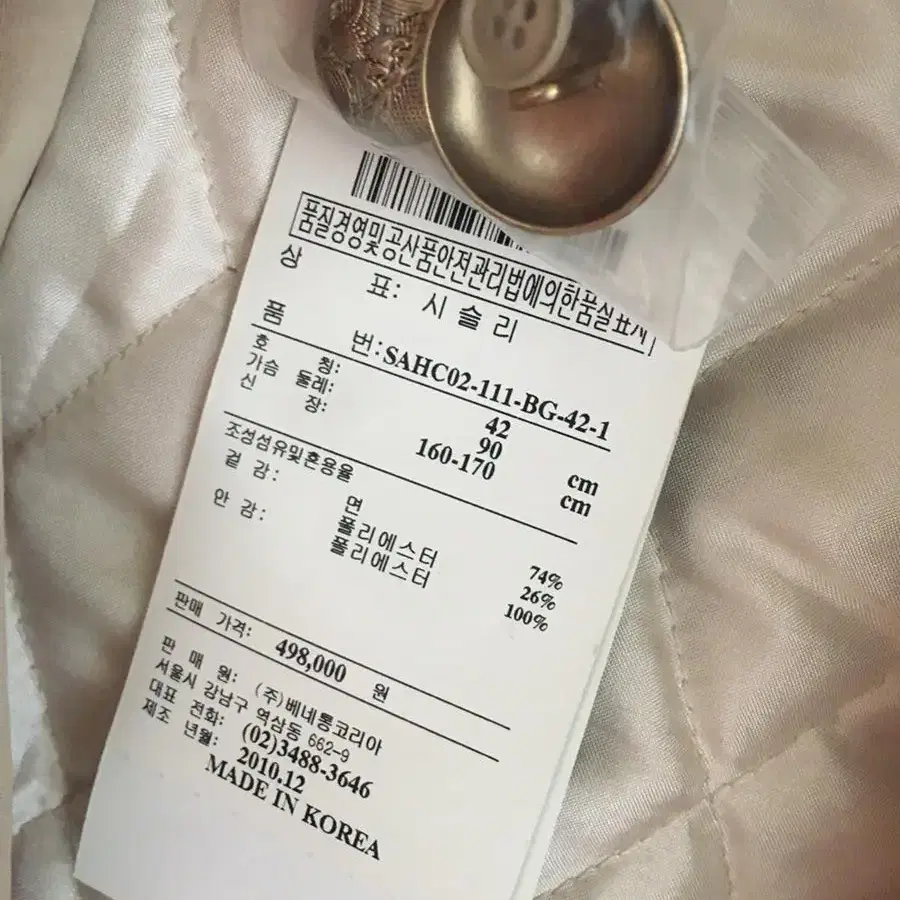 품질경영및공산품안전관리법에의한품질표시
상 표: 시슬리
품 번: SAHC02-111-BG-42-1
호 칭: 42
가슴 둘레: 90 cm
신 장: 160-170 cm
조성섬유및혼용율
겉 감: 면 74%
폴리에스터 26%
안 감: 폴리에스터 100%
판매 가격: 498,000 원
판 매 원: (주)베네통코리아
서울시 강남구 역삼동 662-9
대표 전화: (02)3488-3646
제조 년월: 2010.12
MADE IN KOREA